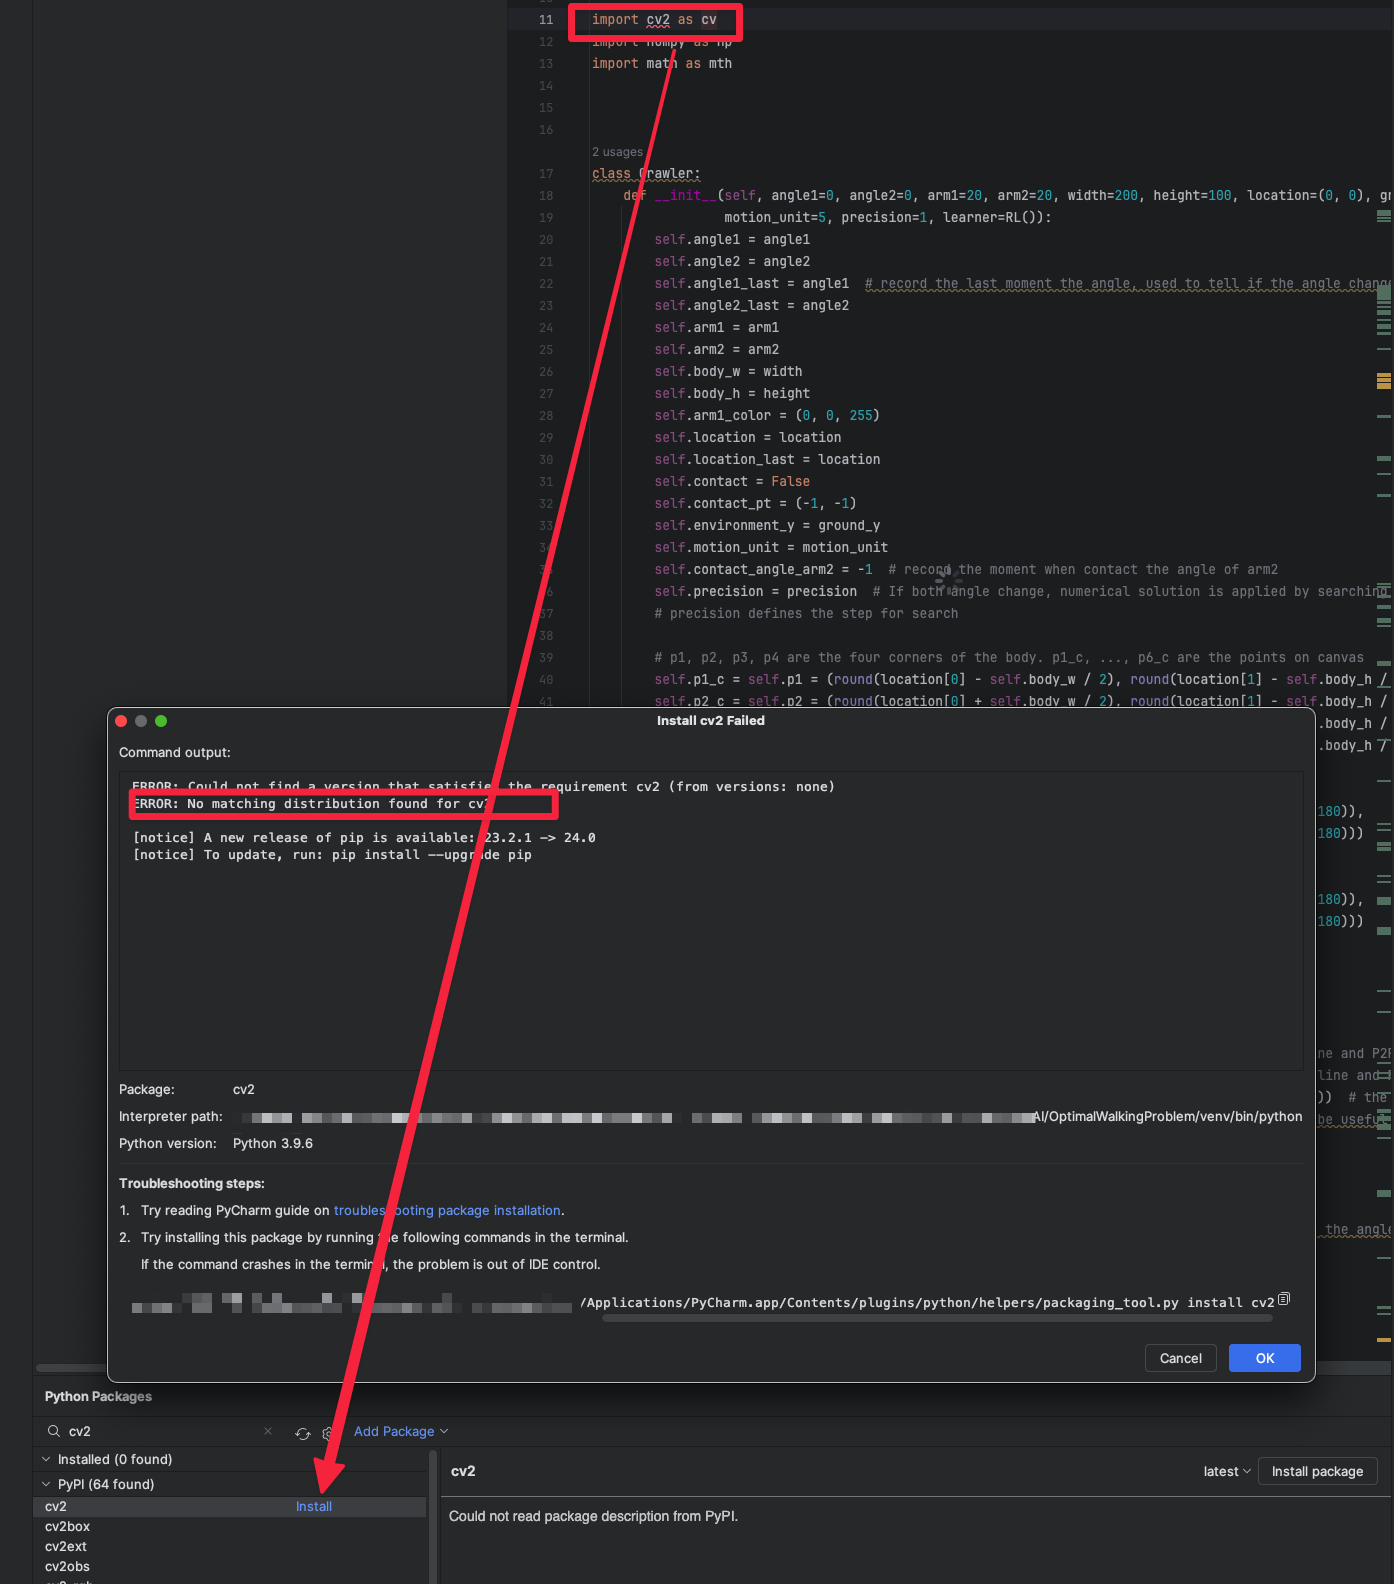 11 import cv2 as cv
12 import numpy as np
13 import math as mth
14
15
16
2 usages
17 class Crawler:
18 def __init__(self, angle1=0, angle2=0, arm1=20, arm2=20, width=200, height=100, location=(0, 0), gr
19 motion_unit=5, precision=1, learner=RL()):
20 self.angle1 = angle1
21 self.angle2 = angle2
22 self.angle1_last = angle1 # record the last moment the angle, used to tell if the angle change
23 self.angle2_last = angle2
24 self.arm1 = arm1
25 self.arm2 = arm2
26 self.body_w = width
27 self.body_h = height
28 self.arm1_color = (0, 0, 255)
29 self.location = location
30 self.location_last = location
31 self.contact = False
32 self.contact_pt = (-1, -1)
33 self.environment_y = ground_y
34 self.motion_unit = motion_unit
35 self.contact_angle_arm2 = -1 # record the moment when contact the angle of arm2
36 self.precision = precision # If both angle change, numerical solution is applied by searching
37 # precision defines the step for search
38
39 # p1, p2, p3, p4 are the four corners of the body. p1_c, ..., p6_c are the points on canvas
40 self.p1_c = self.p1 = (round(location[0] - self.body_w / 2), round(location[1] - self.body_h /
41 self.p2_c = self.p2 = (round(location[0] + self.body_w / 2), round(location[1] - self.body_h /
.body_h /
.body_h /
180)),
180)))
180)),
180)))
ne and P2P
line and
)) # the
be useful
the angle
Install cv2 Failed
Command output:
ERROR: Could not find a version that satisfies the requirement cv2 (from versions: none)
ERROR: No matching distribution found for cv2
[notice] A new release of pip is available: 23.2.1 -> 24.0
[notice] To update, run: pip install --upgrade pip
Package: cv2
Interpreter path: AI/OptimalWalkingProblem/venv/bin/python
Python version: Python 3.9.6
Troubleshooting steps:
1. Try reading PyCharm guide on troubleshooting package installation.
2. Try installing this package by running the following commands in the terminal.
If the command crashes in the terminal, the problem is out of IDE control.
/Applications/PyCharm.app/Contents/plugins/python/helpers/packaging_tool.py install cv2
Cancel OK
Python Packages
cv2 Add Package
Installed (0 found)
PyPI (64 found)
cv2 Install
cv2box
cv2ext
cv2obs
cv2 latest Install package
Could not read package description from PyPI.